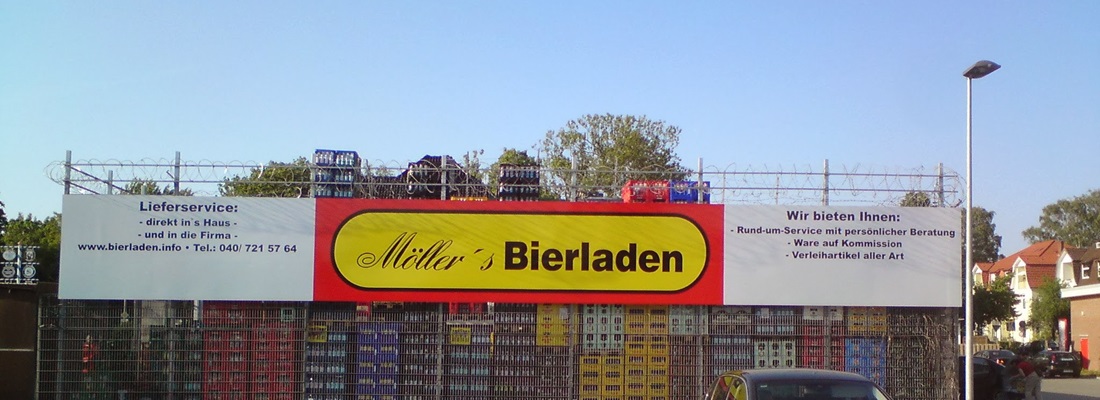 Lieferservice:
- direkt in´s Haus -
- und in die Firma -
www.bierladen.info • Tel.: 040/ 721 57 64
Möller´s Bierladen
Wir bieten Ihnen:
- Rund-um-Service mit persönlicher Beratung
- Ware auf Kommission
- Verleihartikel aller Art